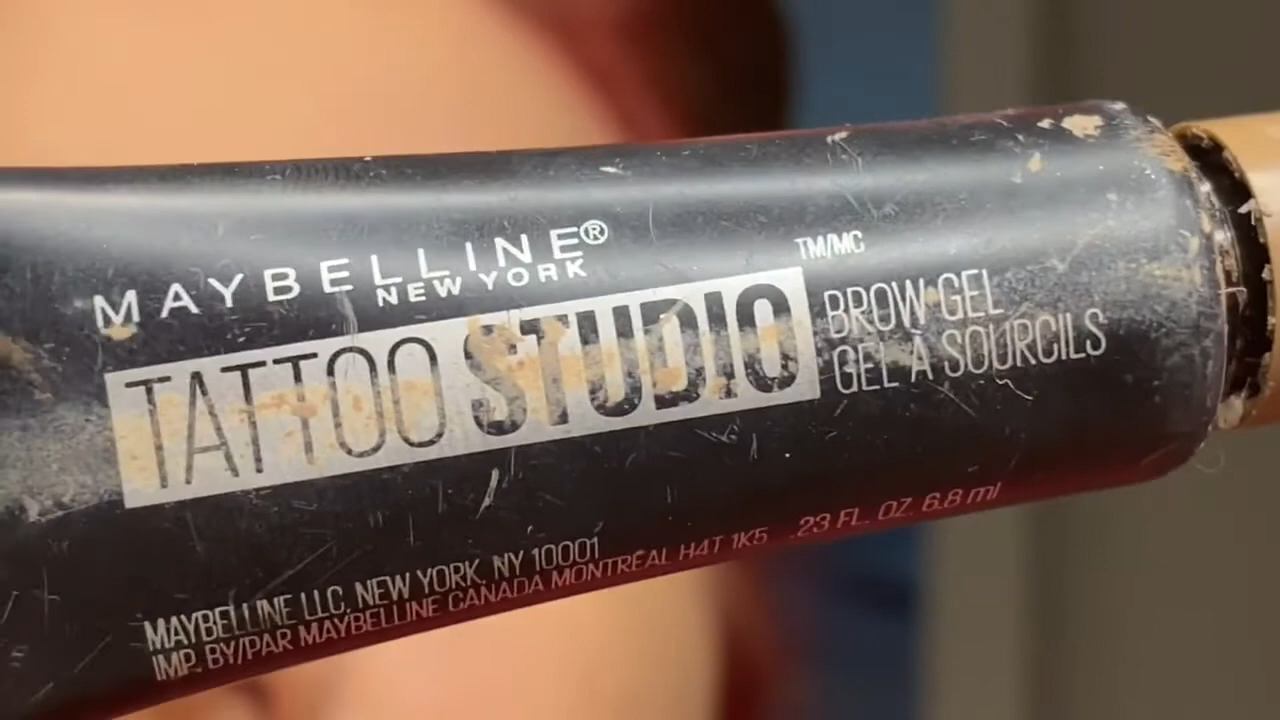 MAYBELLINE®
NEW YORK
TATTOO STUDIO TM/MC
BROW GEL
GEL À SOURCILS
MAYBELLINE LLC, NEW YORK, NY 10001
IMP. BY/PAR MAYBELLINE CANADA MONTRÉAL H4T 1K5 .23 FL. OZ. 6.8 ml